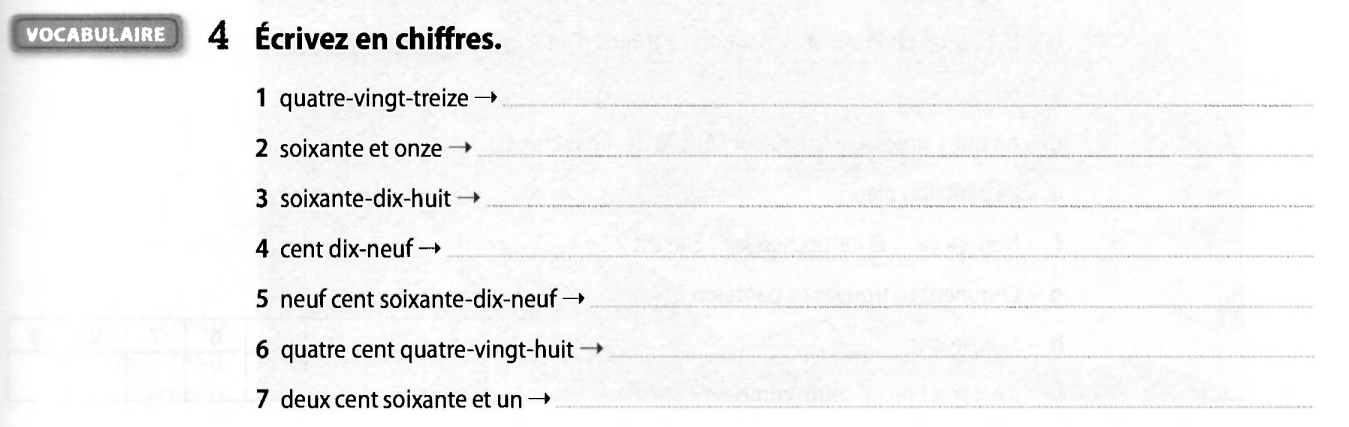 VOCABULAIRE 4 Écrivez en chiffres.
1 quatre-vingt-treize →
2 soixante et onze →
3 soixante-dix-huit →
4 cent dix-neuf →
5 neuf cent soixante-dix-neuf →
6 quatre cent quatre-vingt-huit →
7 deux cent soixante et un →